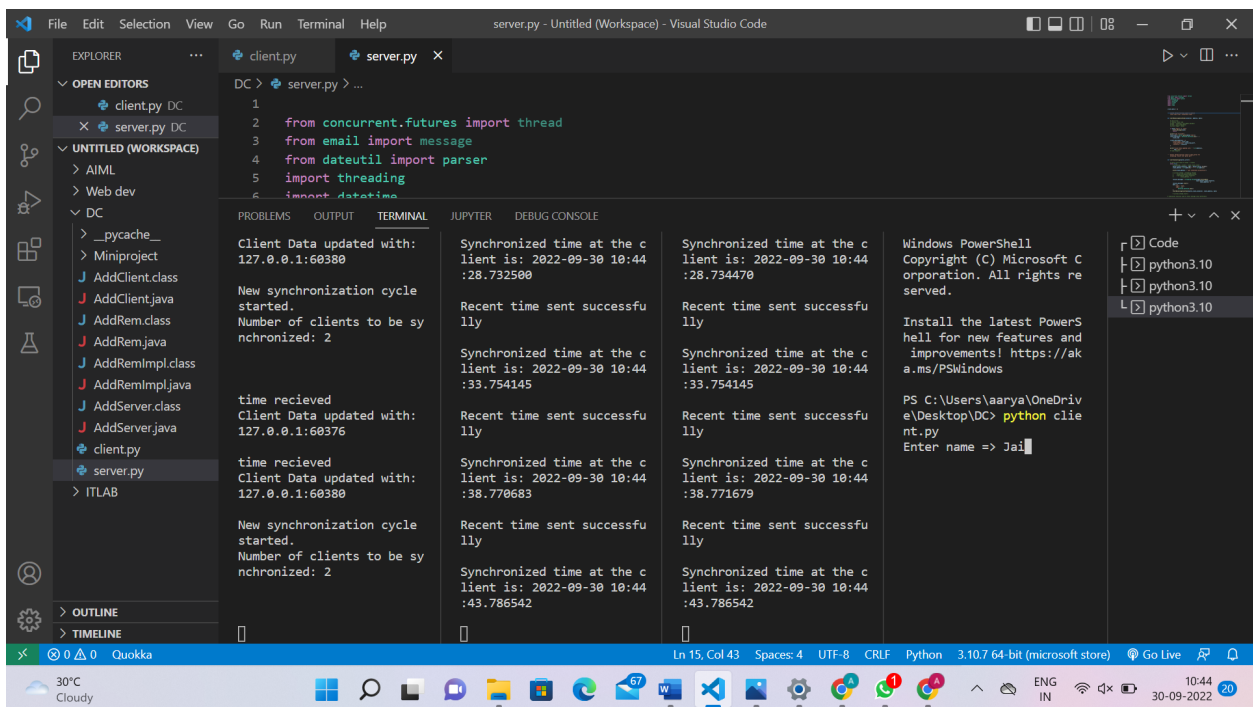 File Edit Selection View Go Run Terminal Help server.py - Untitled (Workspace) - Visual Studio Code
EXPLORER
OPEN EDITORS
client.py DC
server.py DC
UNTITLED (WORKSPACE)
AIML
Web dev
DC
__pycache__
Miniproject
AddClient.class
AddClient.java
AddRem.class
AddRem.java
AddRemImpl.class
AddRemImpl.java
AddServer.class
AddServer.java
client.py
server.py
ITLAB
OUTLINE
TIMELINE
client.py server.py
DC > server.py > ...
1
2 from concurrent.futures import thread
3 from email import message
4 from dateutil import parser
5 import threading
6 import datetime
PROBLEMS OUTPUT TERMINAL JUPYTER DEBUG CONSOLE
Client Data updated with:
127.0.0.1:60380
New synchronization cycle
started.
Number of clients to be sy
nchronized: 2
time recieved
Client Data updated with:
127.0.0.1:60376
time recieved
Client Data updated with:
127.0.0.1:60380
New synchronization cycle
started.
Number of clients to be sy
nchronized: 2
Synchronized time at the c
lient is: 2022-09-30 10:44
:28.732500
Recent time sent successfu
lly
Synchronized time at the c
lient is: 2022-09-30 10:44
:33.754145
Recent time sent successfu
lly
Synchronized time at the c
lient is: 2022-09-30 10:44
:38.770683
Recent time sent successfu
lly
Synchronized time at the c
lient is: 2022-09-30 10:44
:43.786542
Synchronized time at the c
lient is: 2022-09-30 10:44
:28.734470
Recent time sent successfu
lly
Synchronized time at the c
lient is: 2022-09-30 10:44
:33.754145
Recent time sent successfu
lly
Synchronized time at the c
lient is: 2022-09-30 10:44
:38.771679
Recent time sent successfu
lly
Synchronized time at the c
lient is: 2022-09-30 10:44
:43.786542
Windows PowerShell
Copyright (C) Microsoft C
orporation. All rights re
served.
Install the latest PowerS
hell for new features and
improvements! https://ak
a.ms/PSWindows
PS C:\Users\aarya\OneDriv
e\Desktop\DC> python clie
nt.py
Enter name => Jai
Code
python3.10
python3.10
python3.10
0 0 Quokka Ln 15, Col 43 Spaces: 4 UTF-8 CRLF Python 3.10.7 64-bit (microsoft store) Go Live
30°C
Cloudy
67
1
ENG
IN
10:44
30-09-2022
20